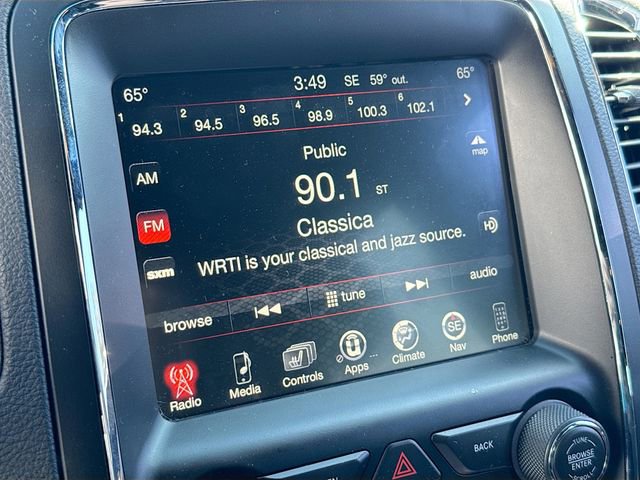 65° 3:49 SE 59° out. 65°
1 94.3 2 94.5 3 96.5 4 98.9 5 100.3 6 102.1
Public
map
AM
90.1 ST
FM
Classica
HD
sxm
WRTI is your classical and jazz source.
browse tune audio
Radio Media Controls Apps Climate Nav Phone
SE
BACK
TUNE
BROWSE
ENTER
SCROLL